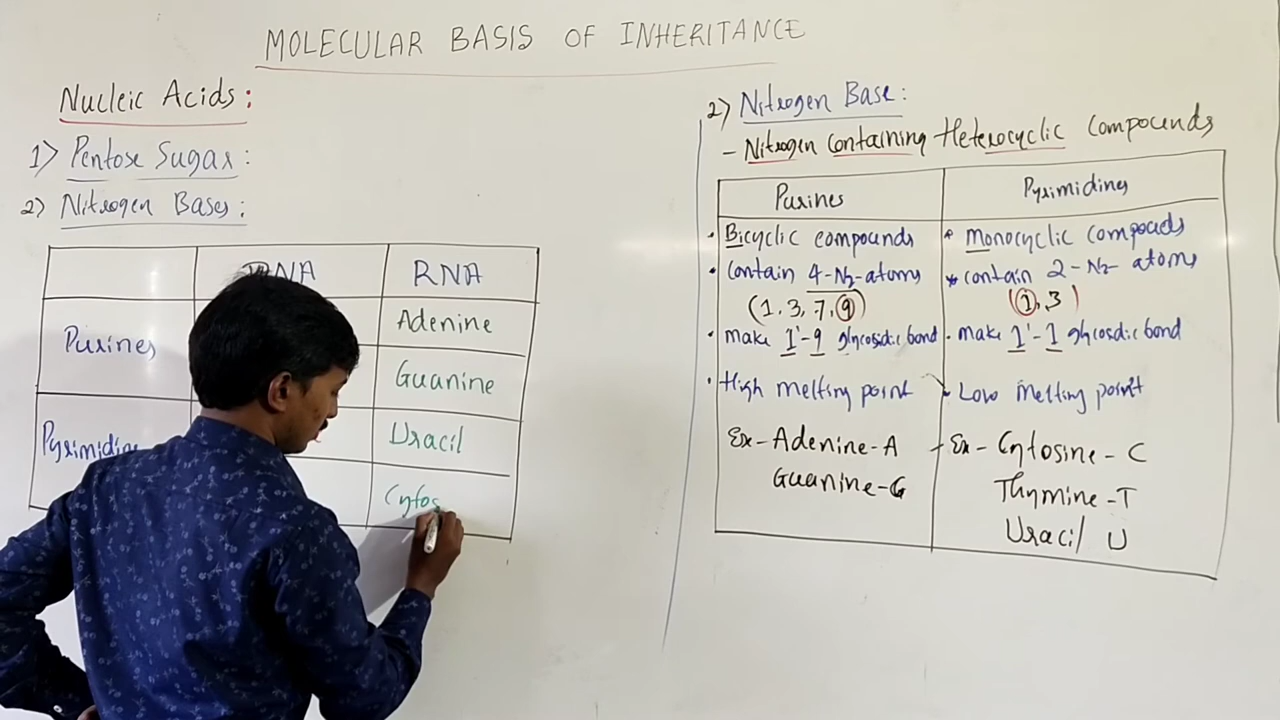 MOLECULAR BASIS OF INHERITANCE
Nucleic Acids:
1) Pentose Sugar:
2) Nitrogen Bases:
DNA RNA
Purines Adenine
Guanine
Pyrimidine Uracil
Cytos
2) Nitrogen Base:
- Nitrogen Containing Heterocyclic Compounds
Purines Pyrimidines
• Bicyclic compounds
• Contain 4-N2-atoms
(1, 3, 7, 9)
• make 1'-9 glycosidic bond
• High melting point
Ex-Adenine-A
Guanine-G
* Monocyclic compounds
* contain 2-N2- atoms
(1, 3)
• make 1'-1 glycosdic bond
• Low melting point
+ Ex- Cytosine - C
Thymine - T
Uracil U